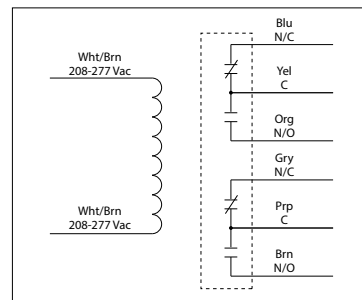 Wht/Brn
208-277 Vac
Wht/Brn
208-277 Vac
Blu
N/C
Yel
C
Org
N/O
Gry
N/C
Prp
C
Brn
N/O